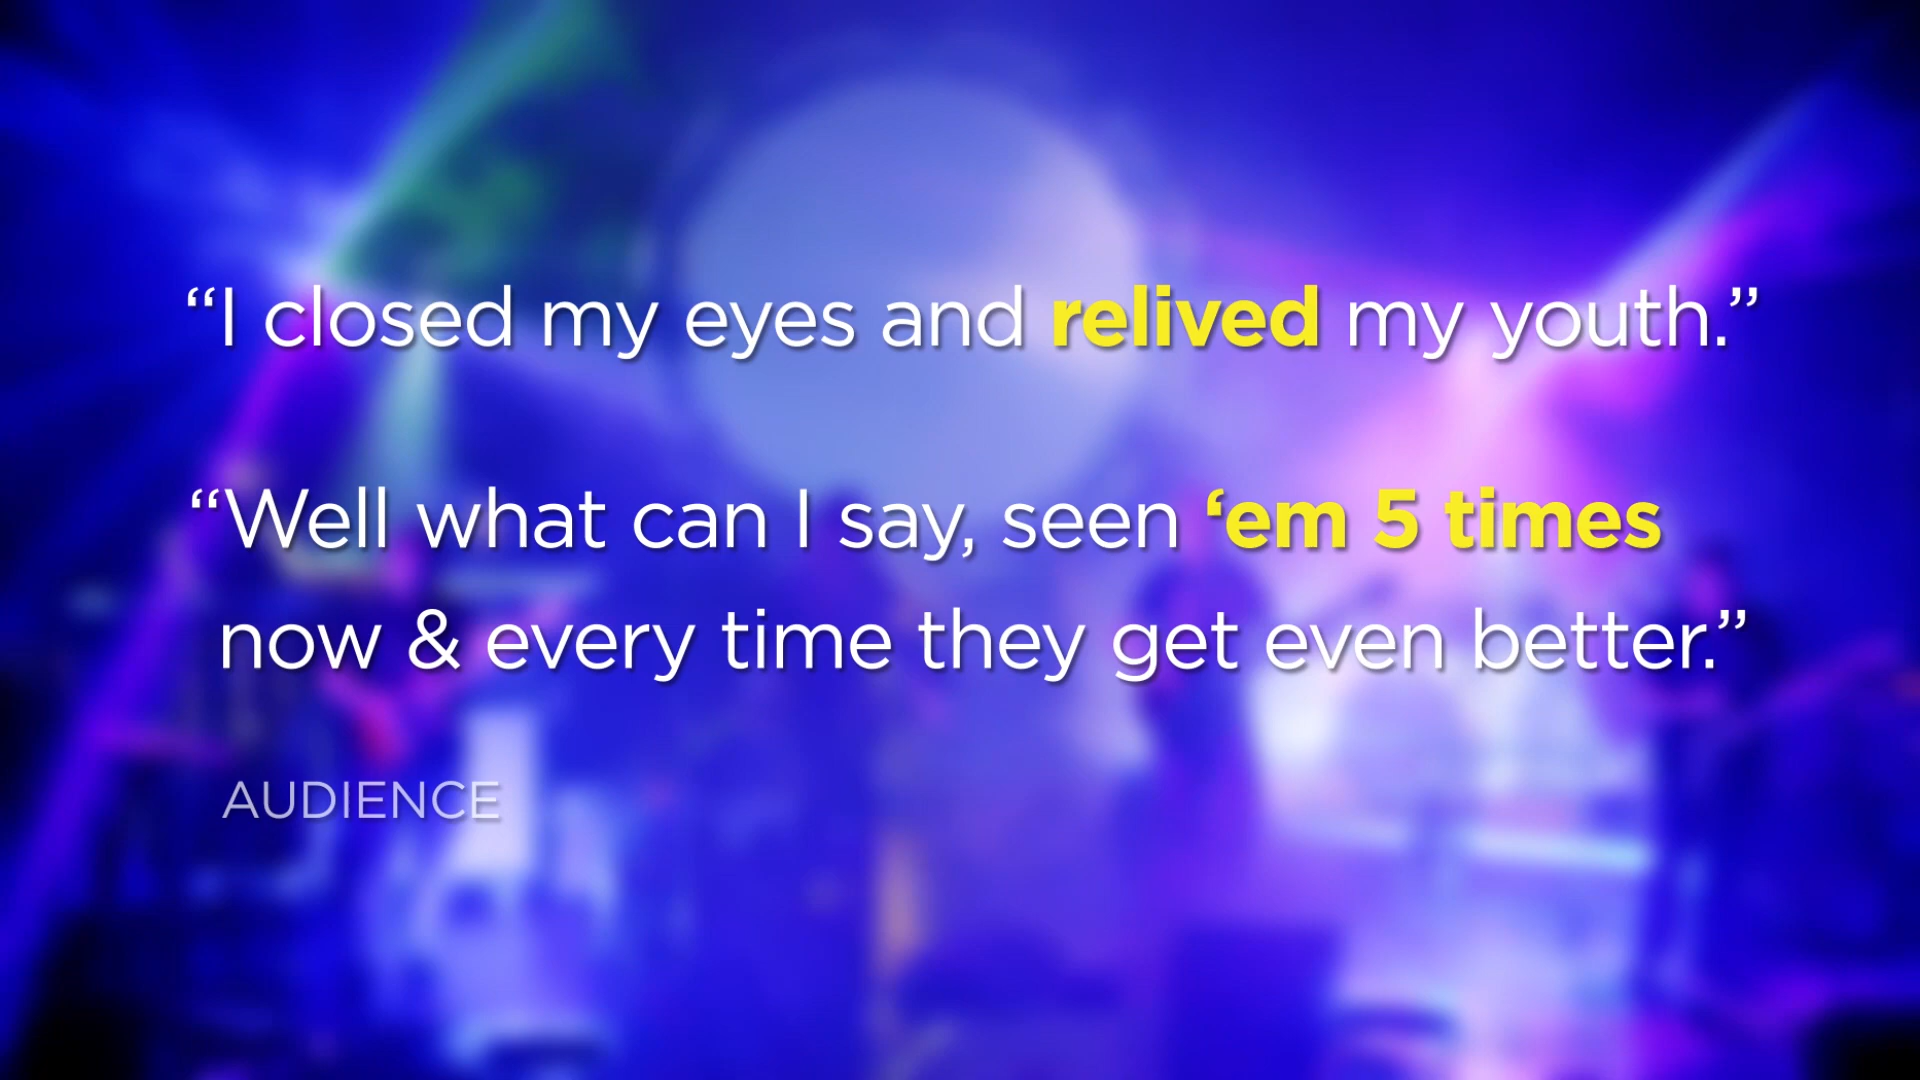 “I closed my eyes and relived my youth.”
“Well what can I say, seen ‘em 5 times
now & every time they get even better.”
AUDIENCE